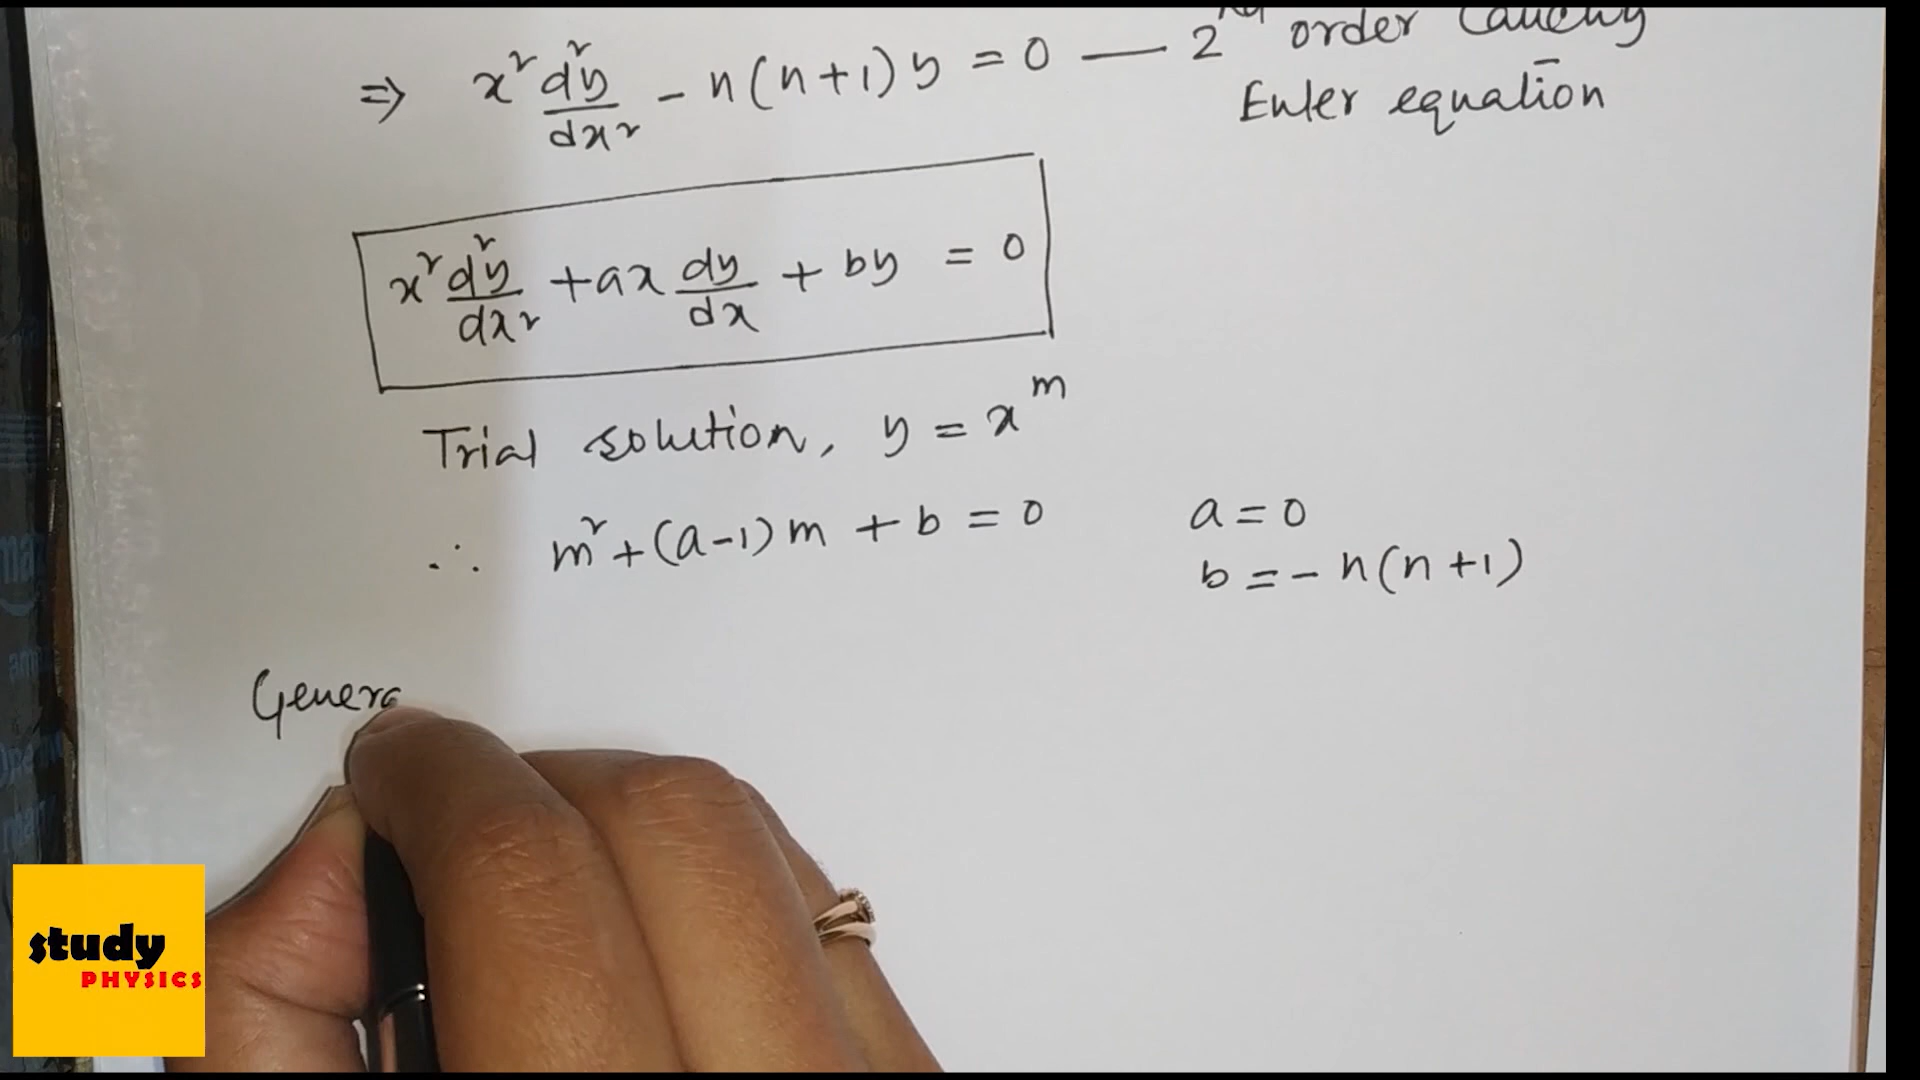 ⇒ x² d²y/dx² - n(n+1)y = 0 — 2nd order Cauchy
Euler equation
x² d²y/dx² + ax dy/dx + by = 0
Trial solution, y = x^m
∴ m² + (a-1)m + b = 0
a = 0
b = -n(n+1)
Genera
study
PHYSICS